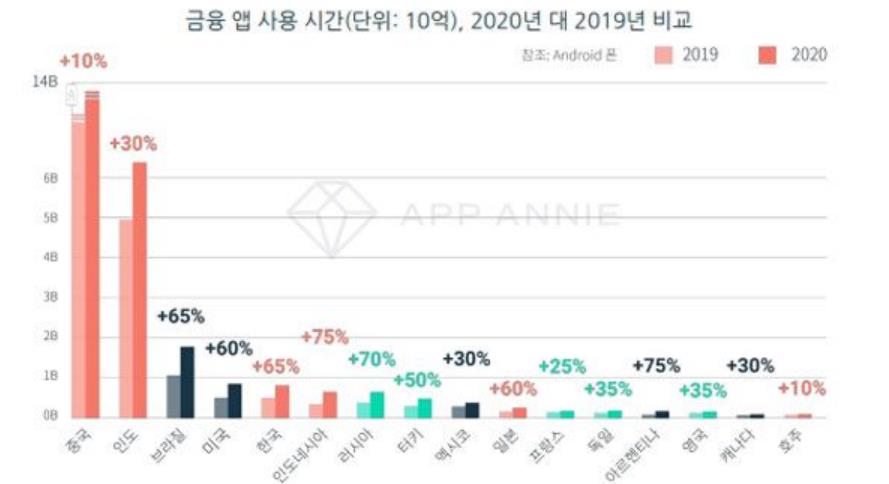 금융 앱 사용 시간(단위: 10억), 2020년 대 2019년 비교
참조: Android 폰 2019 2020
+10%
14B
+30%
6B
5B
APP ANNIE
4B
3B
+65%
2B
+60%
+75%
+65%
+70%
+30%
+25%
+75%
+30%
1B
+50%
+60%
+35%
+35%
+10%
0B
중국 인도 브라질 미국 한국 인도네시아 러시아 터키 멕시코 일본 프랑스 독일 아르헨티나 영국 캐나다 호주